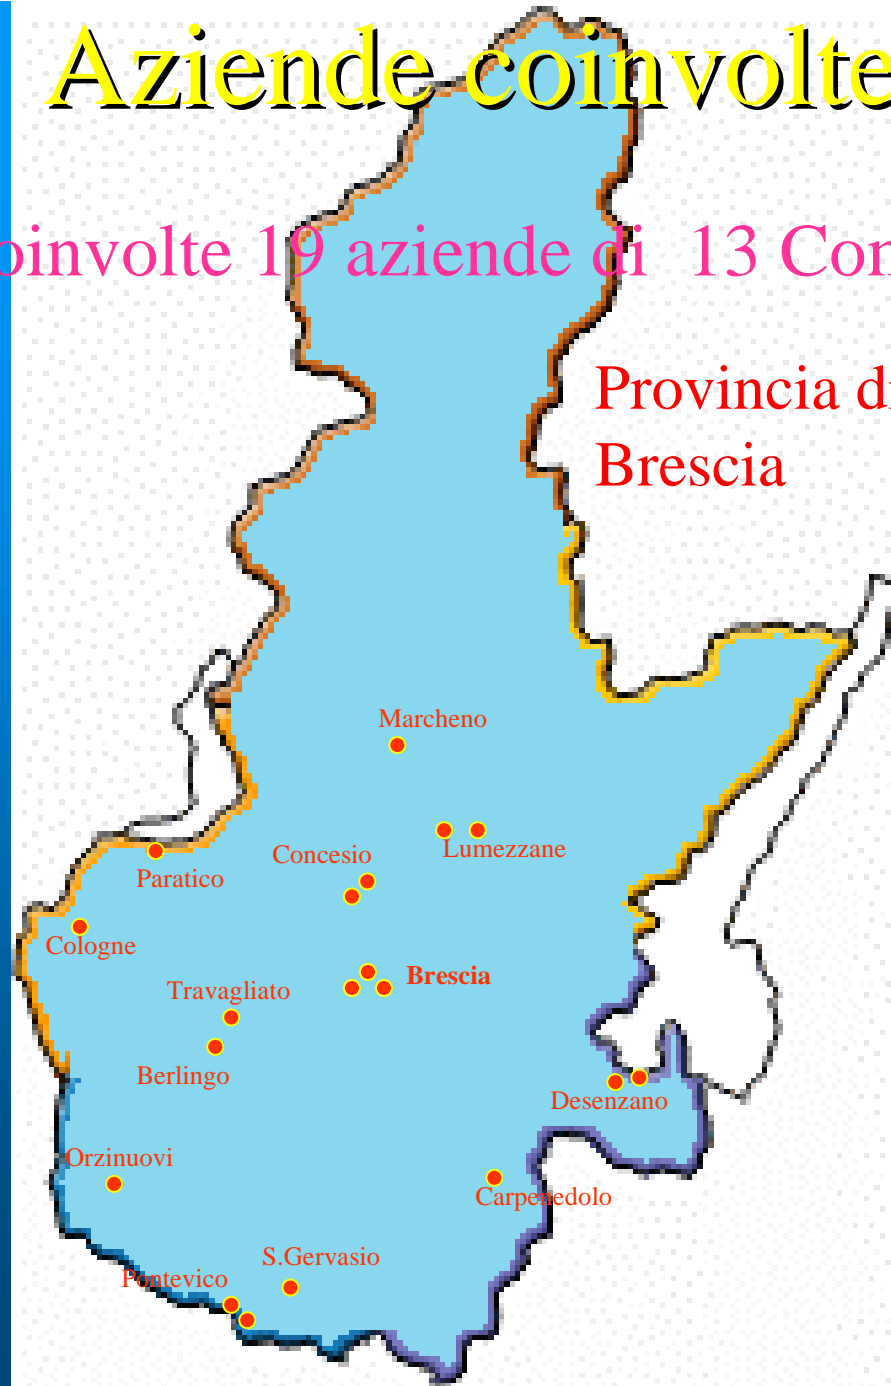 Aziende coinvolte
oinvolte 19 aziende di 13 Con
Provincia di
Brescia
Marcheno
Lumezzane
Concesio
Paratico
Cologne
Brescia
Travagliato
Berlingo
Desenzano
Orzinuovi
Carpenedolo
S.Gervasio
Pontevico